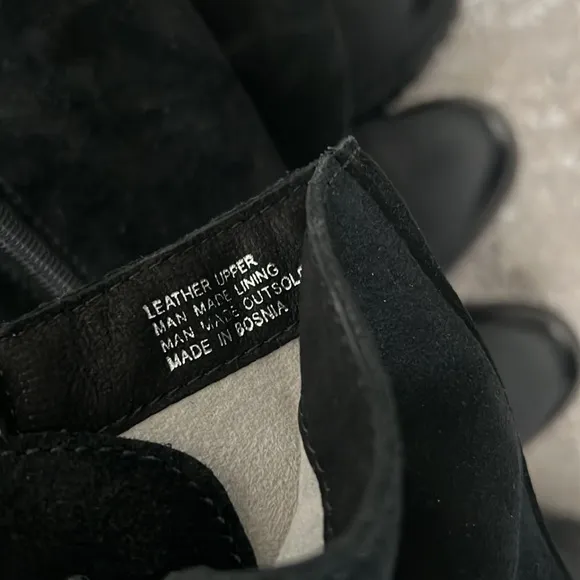 LEATHER UPPER
MAN MADE LINING
MAN MADE OUTSOLE
MADE IN BOSNIA